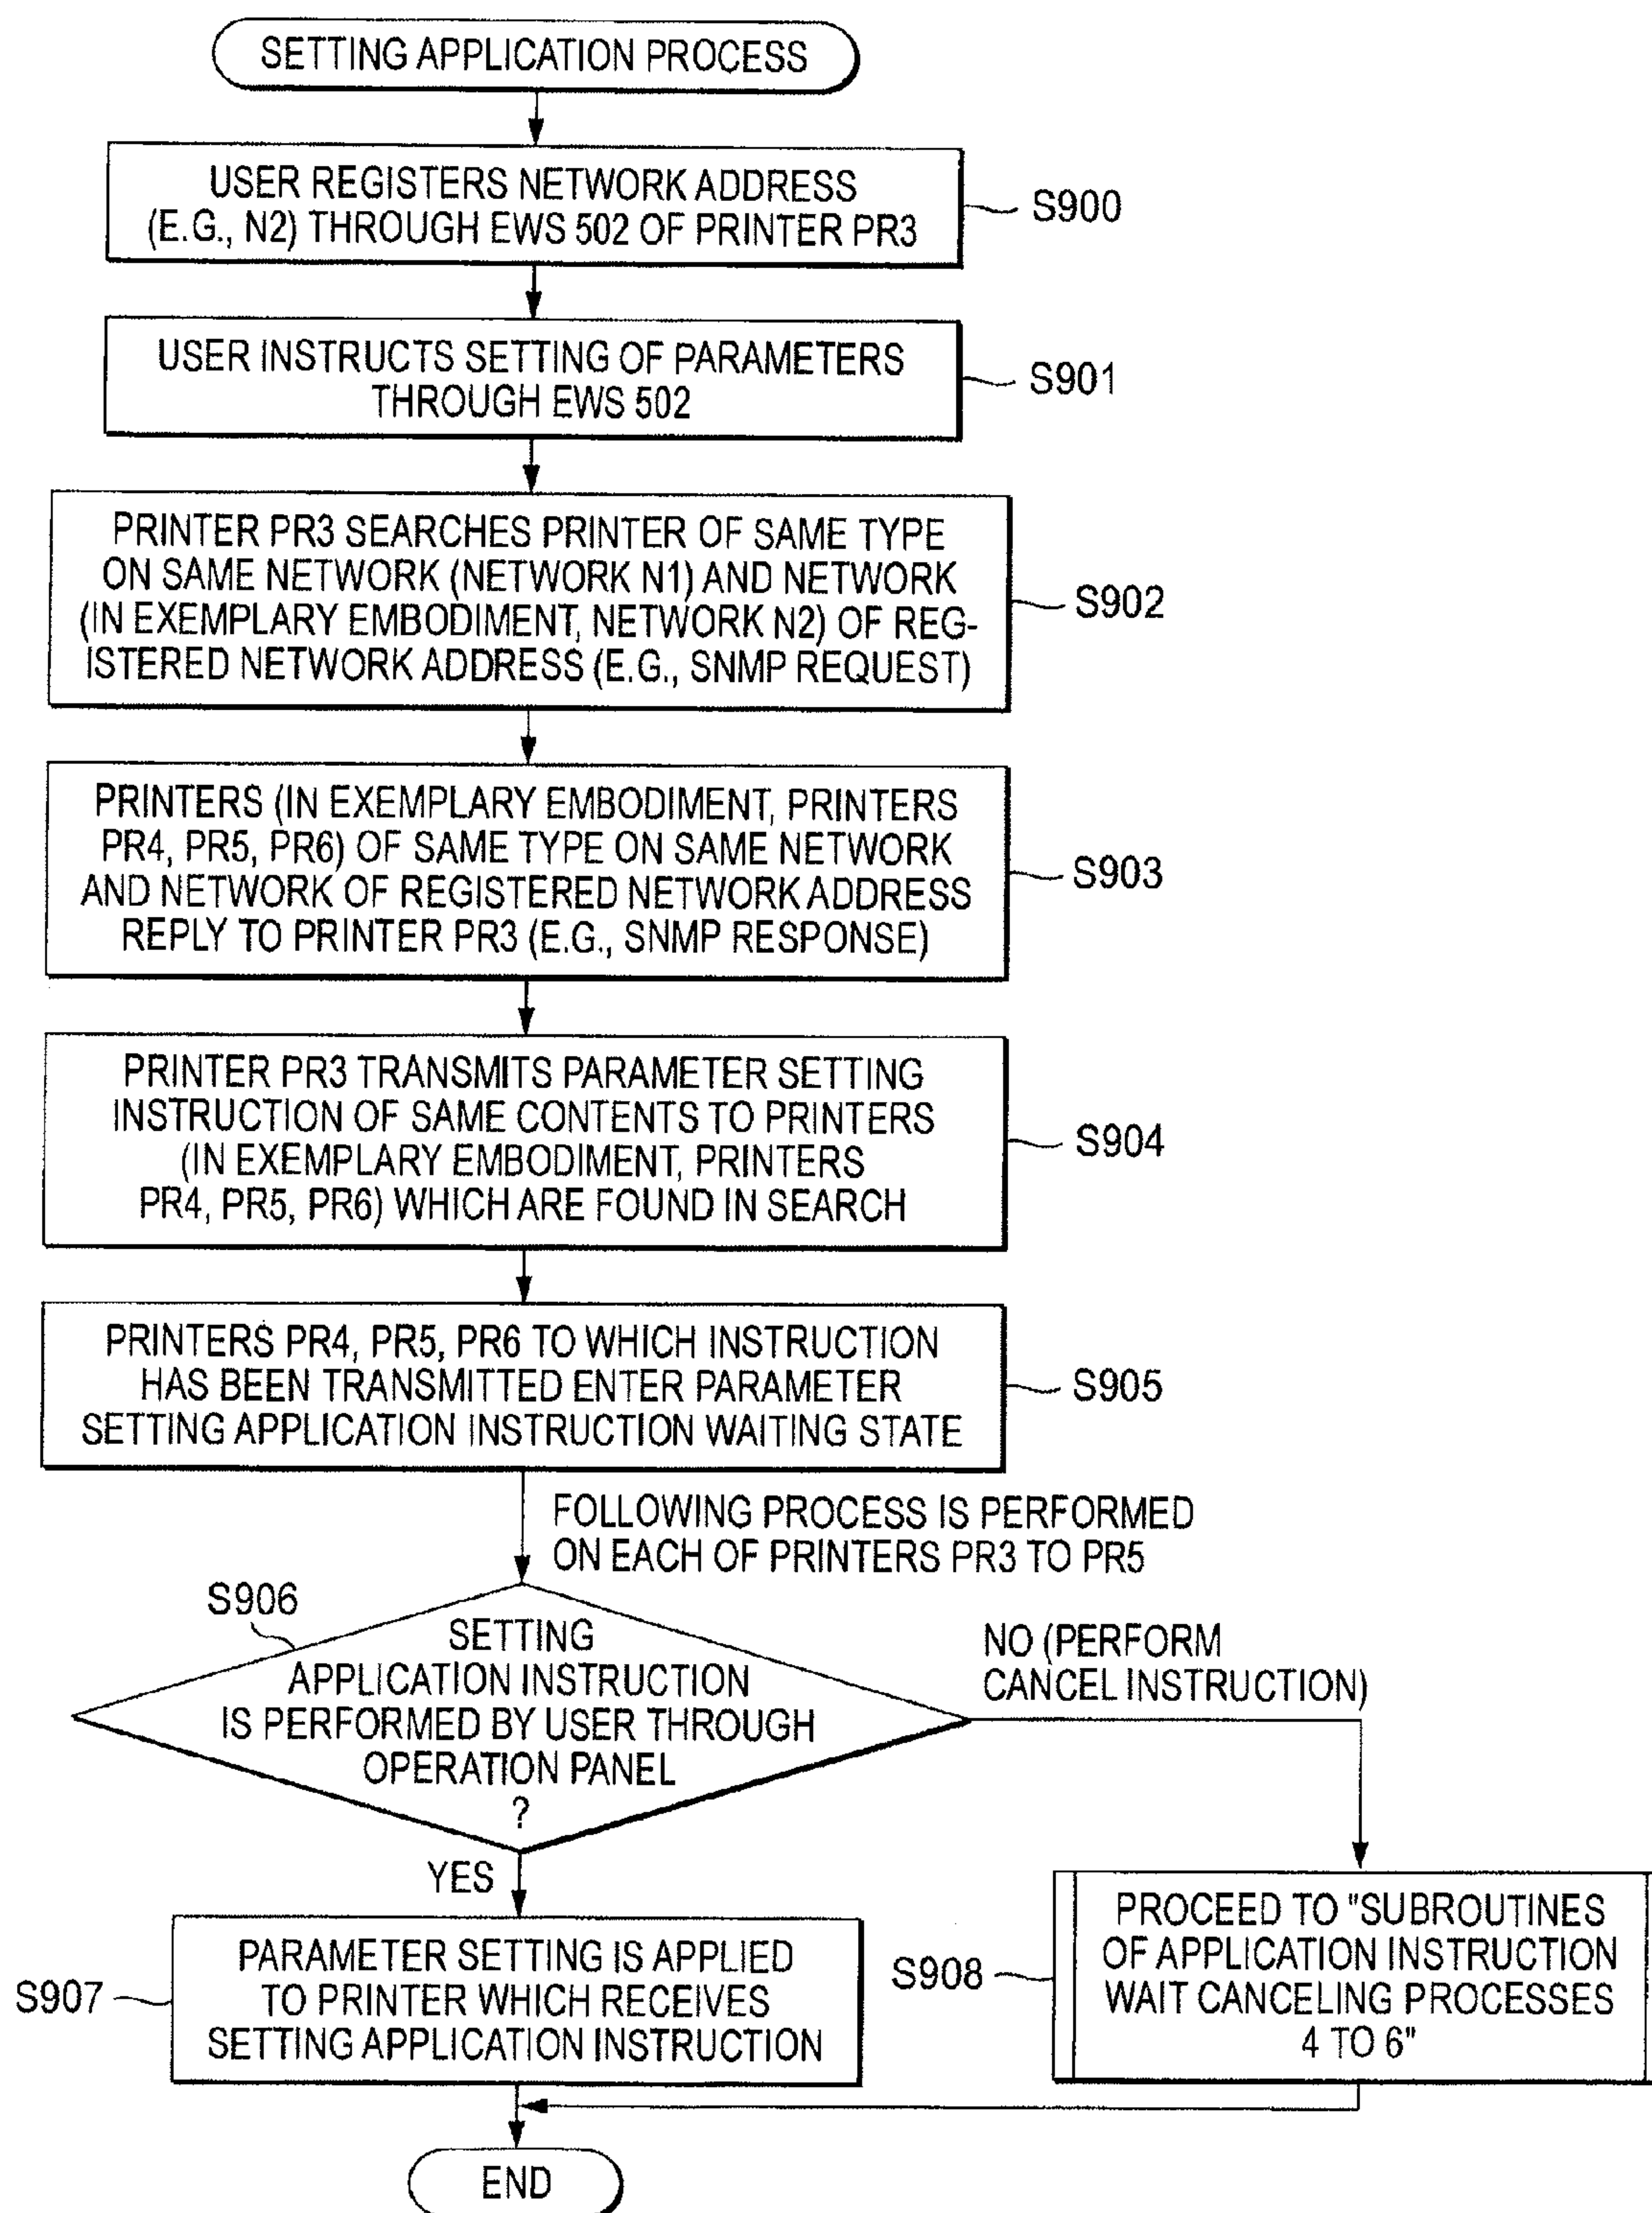 SETTING APPLICATION PROCESS
USER REGISTERS NETWORK ADDRESS
(E.G., N2) THROUGH EWS 502 OF PRINTER PR3
S900
USER INSTRUCTS SETTING OF PARAMETERS
THROUGH EWS 502
S901
PRINTER PR3 SEARCHES PRINTER OF SAME TYPE
ON SAME NETWORK (NETWORK N1) AND NETWORK
(IN EXEMPLARY EMBODIMENT, NETWORK N2) OF REG-
ISTERED NETWORK ADDRESS (E.G., SNMP REQUEST)
S902
PRINTERS (IN EXEMPLARY EMBODIMENT, PRINTERS
PR4, PR5, PR6) OF SAME TYPE ON SAME NETWORK
AND NETWORK OF REGISTERED NETWORK ADDRESS
REPLY TO PRINTER PR3 (E.G., SNMP RESPONSE)
S903
PRINTER PR3 TRANSMITS PARAMETER SETTING
INSTRUCTION OF SAME CONTENTS TO PRINTERS
(IN EXEMPLARY EMBODIMENT, PRINTERS
PR4, PR5, PR6) WHICH ARE FOUND IN SEARCH
S904
PRINTERS PR4, PR5, PR6 TO WHICH INSTRUCTION
HAS BEEN TRANSMITTED ENTER PARAMETER
SETTING APPLICATION INSTRUCTION WAITING STATE
S905
FOLLOWING PROCESS IS PERFORMED
ON EACH OF PRINTERS PR3 TO PR5
S906
SETTING
APPLICATION INSTRUCTION
IS PERFORMED BY USER THROUGH
OPERATION PANEL
?
NO (PERFORM
CANCEL INSTRUCTION)
YES
PARAMETER SETTING IS APPLIED
TO PRINTER WHICH RECEIVES
SETTING APPLICATION INSTRUCTION
S907
PROCEED TO "SUBROUTINES
OF APPLICATION INSTRUCTION
WAIT CANCELING PROCESSES
4 TO 6"
S908
END